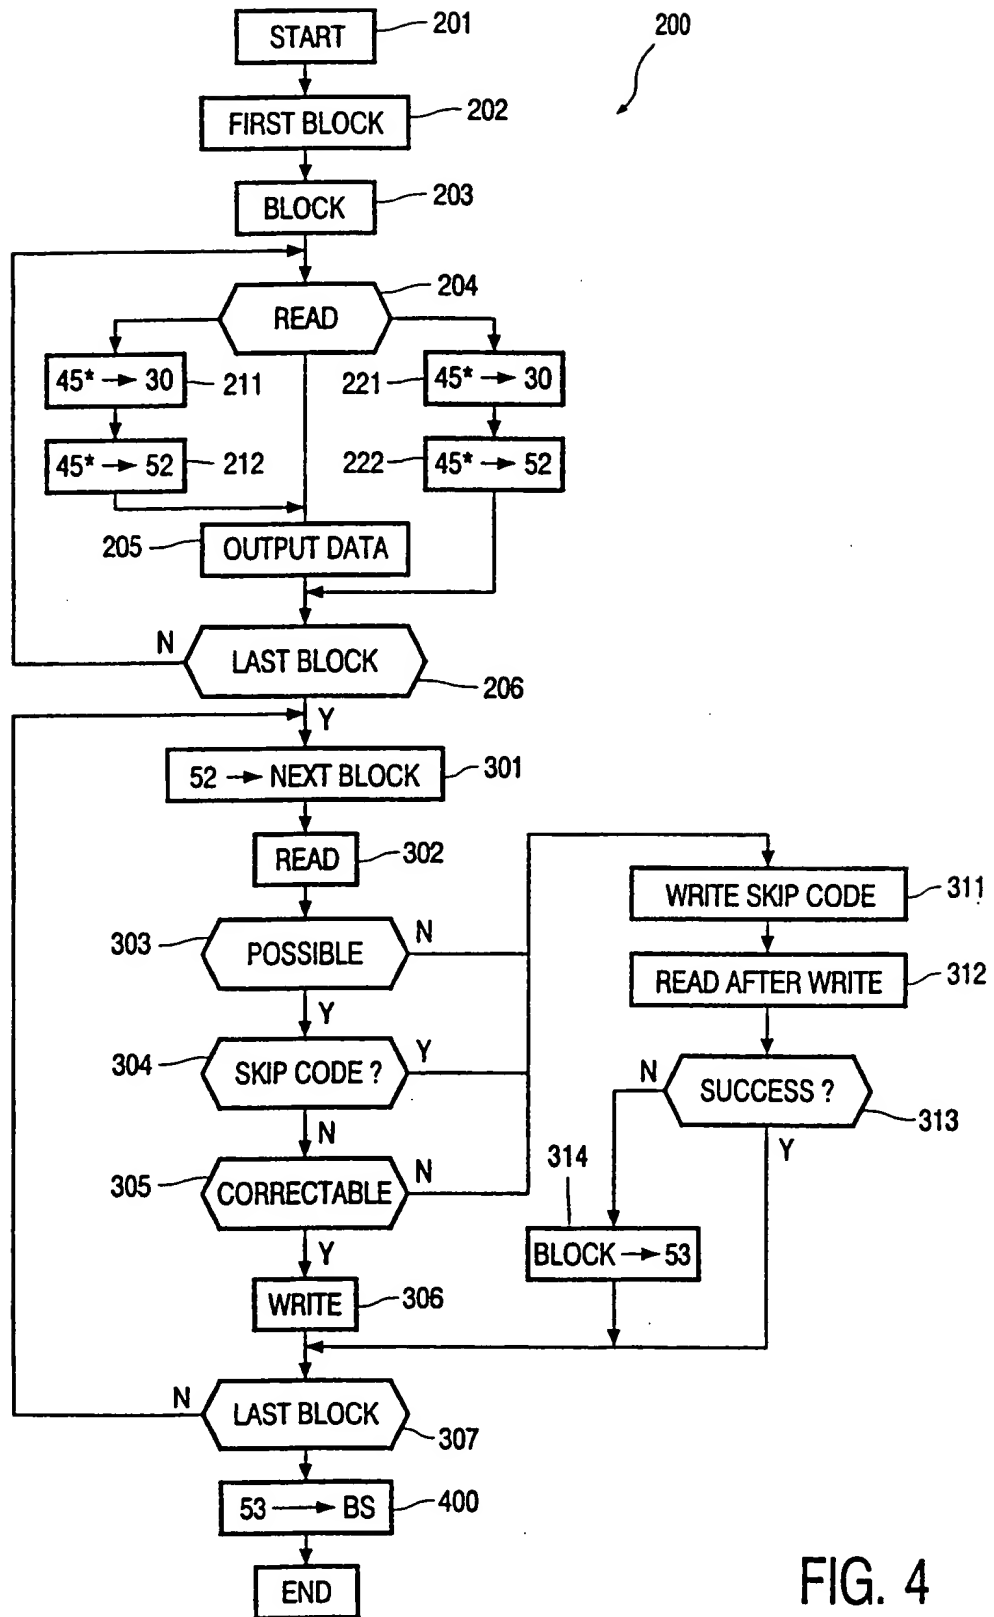 START 201
200
FIRST BLOCK 202
BLOCK 203
READ 204
45* → 30 211
221 45* → 30
45* → 52 212
222 45* → 52
205 OUTPUT DATA
N LAST BLOCK 206
Y
52 → NEXT BLOCK 301
READ 302
WRITE SKIP CODE 311
303 POSSIBLE N
READ AFTER WRITE 312
Y
304 SKIP CODE ? Y
N SUCCESS ? 313
N
Y
314
305 CORRECTABLE N
Y
BLOCK → 53
WRITE 306
N LAST BLOCK 307
53 → BS 400
END
FIG. 4